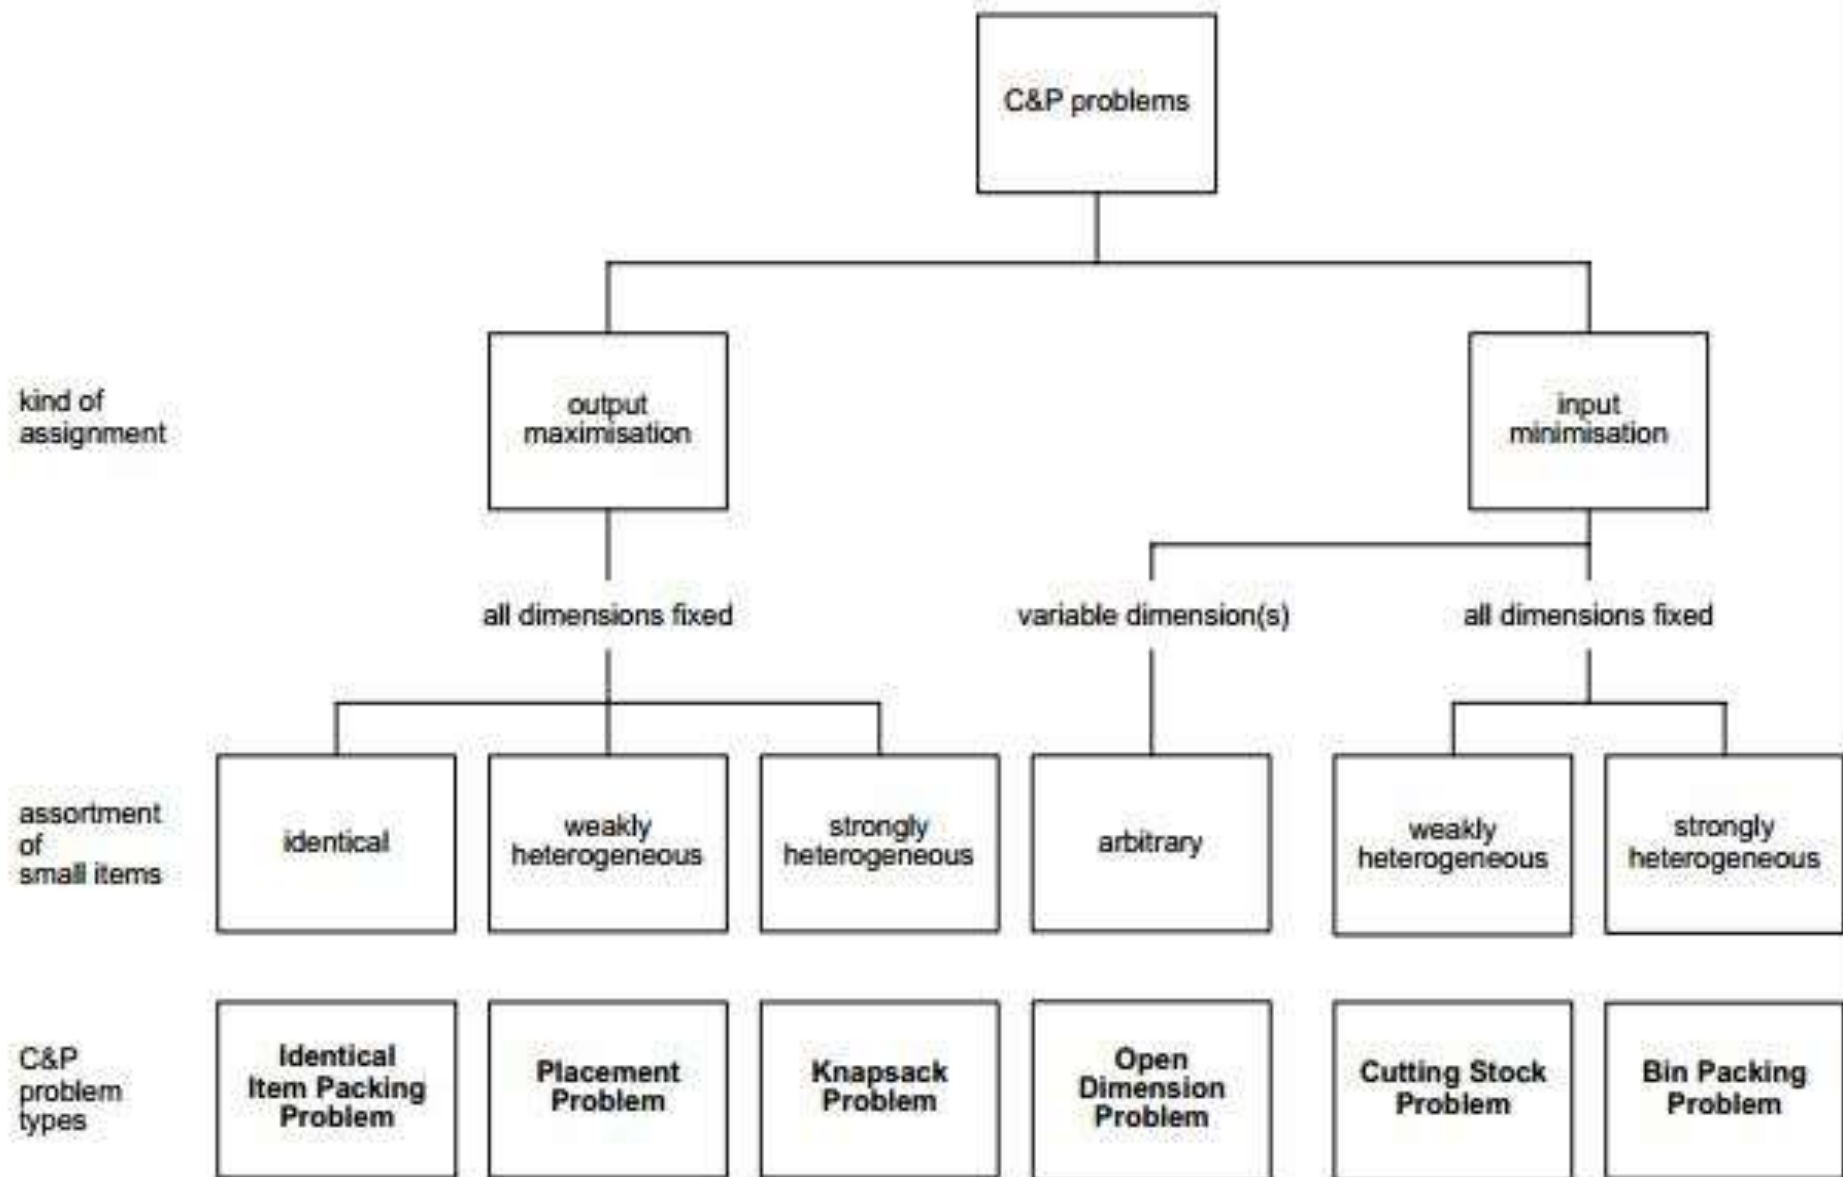 C&P problems
kind of
assignment
output
maximisation
input
minimisation
all dimensions fixed
variable dimension(s)
all dimensions fixed
assortment
of
small items
identical
weakly
heterogeneous
strongly
heterogeneous
arbitrary
weakly
heterogeneous
strongly
heterogeneous
C&P
problem
types
Identical
Item Packing
Problem
Placement
Problem
Knapsack
Problem
Open
Dimension
Problem
Cutting Stock
Problem
Bin Packing
Problem